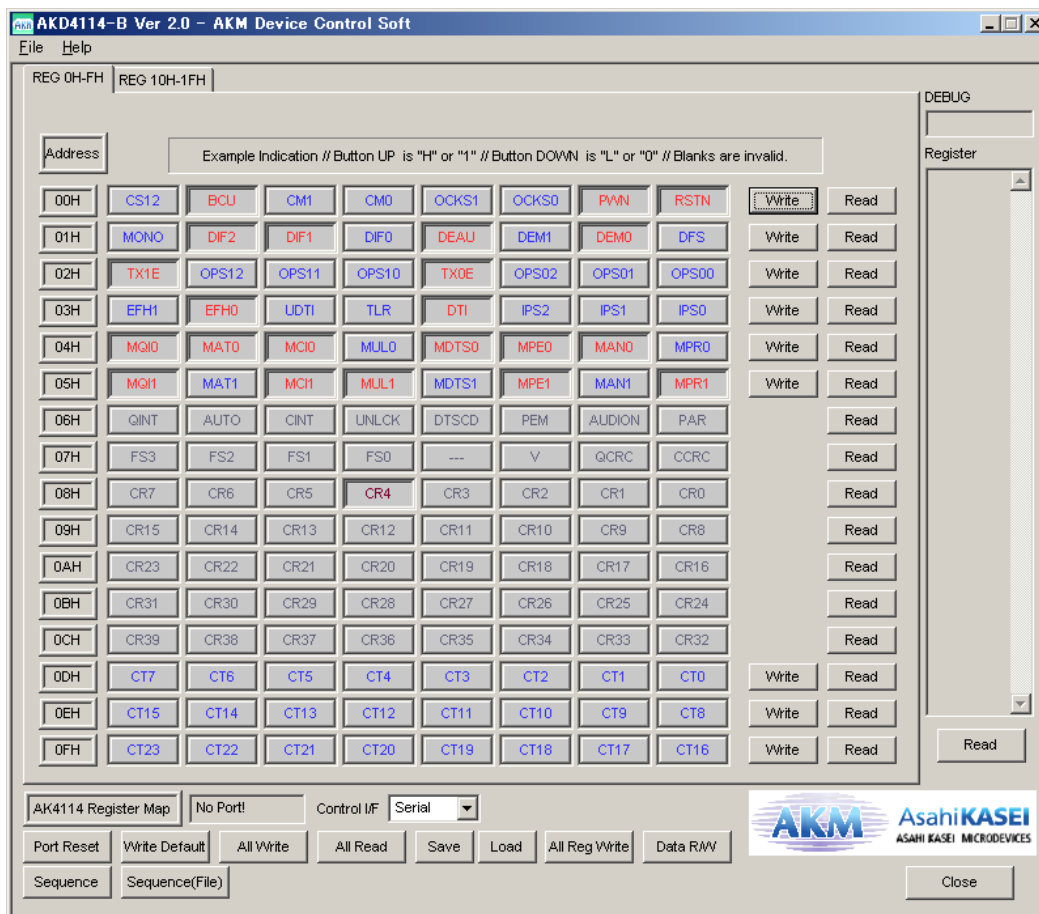 AKM AKD4114-B Ver 2.0 - AKM Device Control Soft
File Help
REG 0H-FH REG 10H-1FH
DEBUG
Address Example Indication // Button UP is "H" or "1" // Button DOWN is "L" or "0" // Blanks are invalid. Register
00H CS12 BCU CM1 CM0 OCKS1 OCKS0 PWN RSTN Write Read
01H MONO DIF2 DIF1 DIF0 DEAU DEM1 DEM0 DFS Write Read
02H TX1E OPS12 OPS11 OPS10 TX0E OPS02 OPS01 OPS00 Write Read
03H EFH1 EFH0 UDTI TLR DTI IPS2 IPS1 IPS0 Write Read
04H MQI0 MAT0 MCI0 MUL0 MDTS0 MPE0 MAN0 MPR0 Write Read
05H MQI1 MAT1 MCI1 MUL1 MDTS1 MPE1 MAN1 MPR1 Write Read
06H QINT AUTO CINT UNLCK DTSCD PEM AUDION PAR Read
07H FS3 FS2 FS1 FS0 --- V QCRC CCRC Read
08H CR7 CR6 CR5 CR4 CR3 CR2 CR1 CR0 Read
09H CR15 CR14 CR13 CR12 CR11 CR10 CR9 CR8 Read
0AH CR23 CR22 CR21 CR20 CR19 CR18 CR17 CR16 Read
0BH CR31 CR30 CR29 CR28 CR27 CR26 CR25 CR24 Read
0CH CR39 CR38 CR37 CR36 CR35 CR34 CR33 CR32 Read
0DH CT7 CT6 CT5 CT4 CT3 CT2 CT1 CT0 Write Read
0EH CT15 CT14 CT13 CT12 CT11 CT10 CT9 CT8 Write Read
0FH CT23 CT22 CT21 CT20 CT19 CT18 CT17 CT16 Write Read Read
AK4114 Register Map No Port! Control I/F Serial
AKM AsahiKASEI
ASAHI KASEI MICRODEVICES
Port Reset Write Default All Write All Read Save Load All Reg Write Data R/W
Sequence Sequence(File) Close